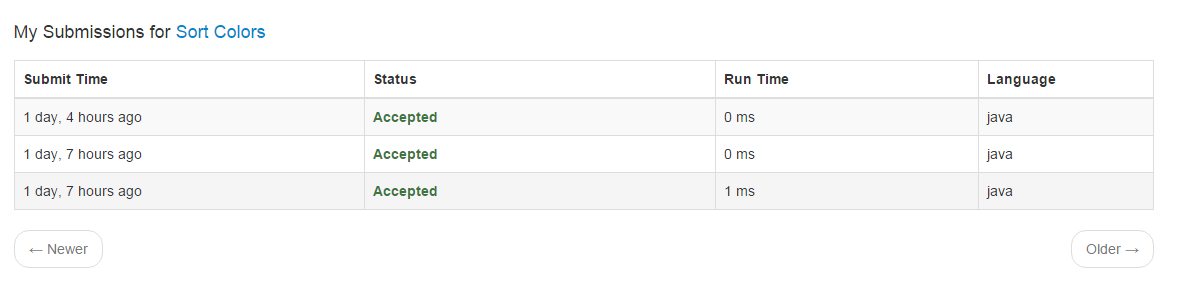 My Submissions for Sort Colors
Submit Time Status Run Time Language
1 day, 4 hours ago Accepted 0 ms java
1 day, 7 hours ago Accepted 0 ms java
1 day, 7 hours ago Accepted 1 ms java
← Newer Older →